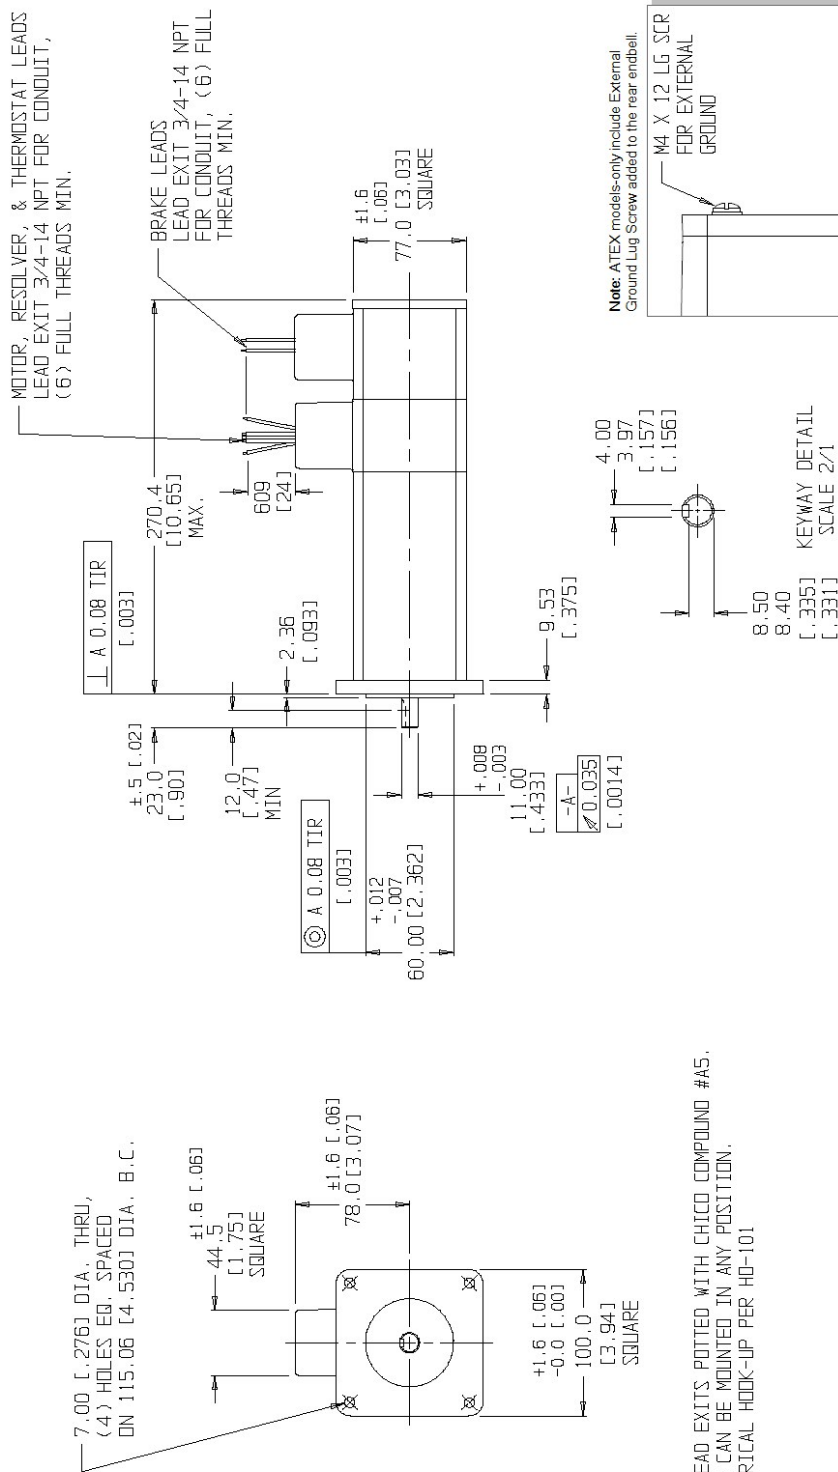 MOTOR, RESOLVER, & THERMOSTAT LEADS
LEAD EXIT 3/4-14 NPT FOR CONDUIT,
(6) FULL THREADS MIN.
BRAKE LEADS
LEAD EXIT 3/4-14 NPT
FOR CONDUIT, (6) FULL
THREADS MIN.
270.4
[10.65]
MAX.
609
[24]
±1.6
[.06]
77.0 [3.03]
SQUARE
⊥ A 0.08 TIR
[.003]
2.36
[.093]
±.5 [.02]
23.0
[.90]
12.0
[.47]
MIN
9.53
[.375]
◎ A 0.08 TIR
[.003]
+.012
-.007
60.00 [2.362]
+.008
-.003
11.00
[.433]
-A-
0.035
[.0014]
4.00
3.97
[.157]
[.156]
8.50
8.40
[.335]
[.331]
KEYWAY DETAIL
SCALE 2/1
Note: ATEX models-only include External
Ground Lug Screw added to the rear endbell.
M4 X 12 LG SCR
FOR EXTERNAL
GROUND
7.00 [.276] DIA. THRU,
(4) HOLES EQ. SPACED
ON 115.06 [4.530] DIA. B.C.
±1.6 [.06]
44.5
[1.75]
SQUARE
±1.6 [.06]
78.0 [3.07]
+1.6 [.06]
-0.0 [.00]
100.0
[3.94]
SQUARE
EAD EXITS POTTED WITH CHICO COMPOUND #A5.
CAN BE MOUNTED IN ANY POSITION.
RICAL HOOK-UP PER HD-101